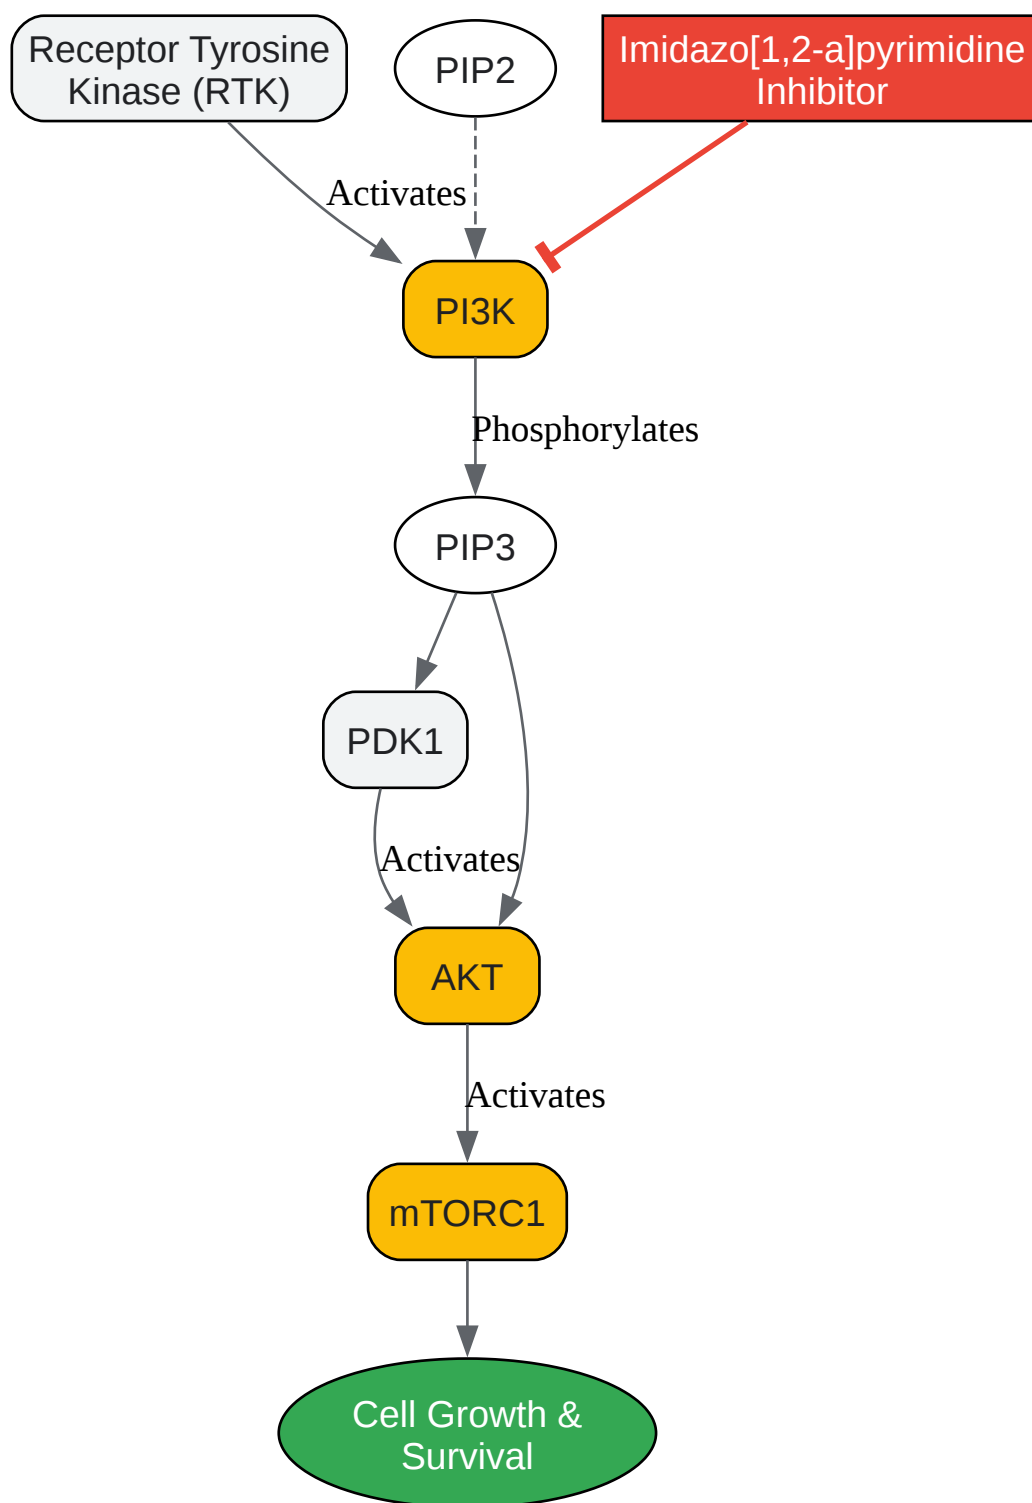 Receptor Tyrosine
Kinase (RTK)
PIP2
Imidazo[1,2-a]pyrimidine
Inhibitor
Activates
PI3K
Phosphorylates
PIP3
PDK1
Activates
AKT
Activates
mTORC1
Cell Growth &
Survival